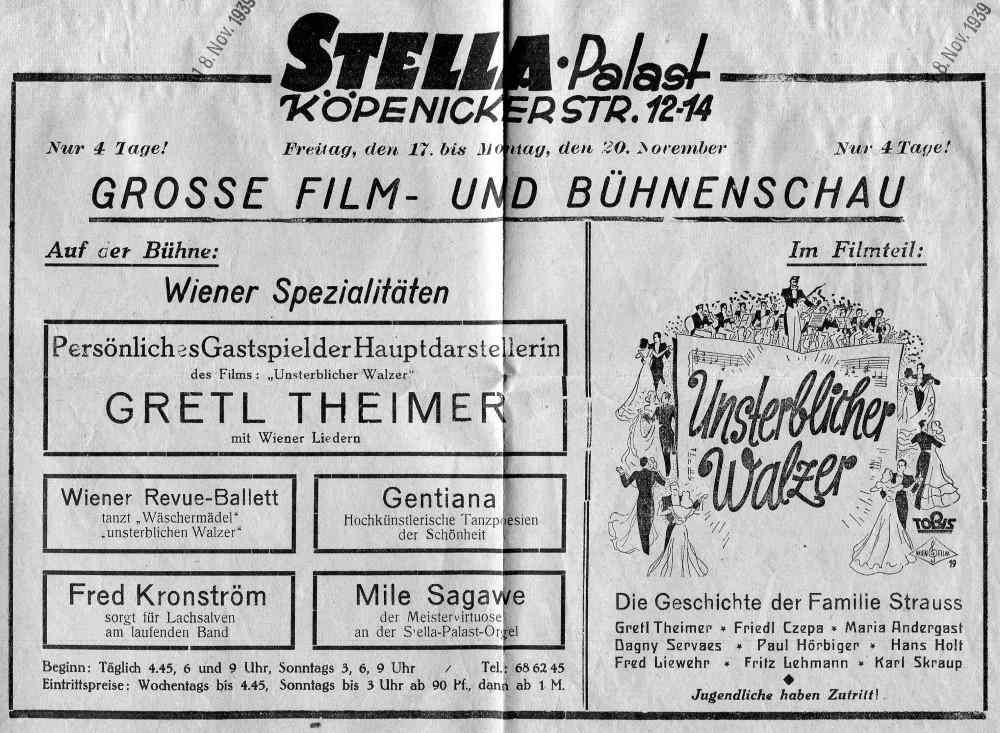 18. Nov. 1939
8. Nov. 1939
STELLA·Palast
KÖPENICKER STR. 12-14
Nur 4 Tage!
Freitag, den 17. bis Montag, den 20. November
Nur 4 Tage!
GROSSE FILM- UND BÜHNENSCHAU
Auf der Bühne:
Wiener Spezialitäten
Persönliches Gastspiel der Hauptdarstellerin
des Films: „Unsterblicher Walzer“
GRETL THEIMER
mit Wiener Liedern
Wiener Revue-Ballett
tanzt „Wäschermädel“
„unsterblichen Walzer“
Gentiana
Hochkünstlerische Tanzpoesien
der Schönheit
Fred Kronström
sorgt für Lachsalven
am laufenden Band
Mile Sagawe
der Meistervirtuose
an der Stella-Palast-Orgel
Beginn: Täglich 4.45, 6 und 9 Uhr, Sonntags 3, 6, 9 Uhr / Tel.: 68 62 45
Eintrittspreise: Wochentags bis 4.45, Sonntags bis 3 Uhr ab 90 Pf., dann ab 1 M.
Im Filmteil:
Unsterblicher
Walzer
TOBIS
WIEN FILM
19
Die Geschichte der Familie Strauss
Gretl Theimer * Friedl Czepa * Maria Andergast
Dagny Servaes * Paul Hörbiger * Hans Holt
Fred Liewehr * Fritz Lehmann * Karl Skraup
Jugendliche haben Zutritt!